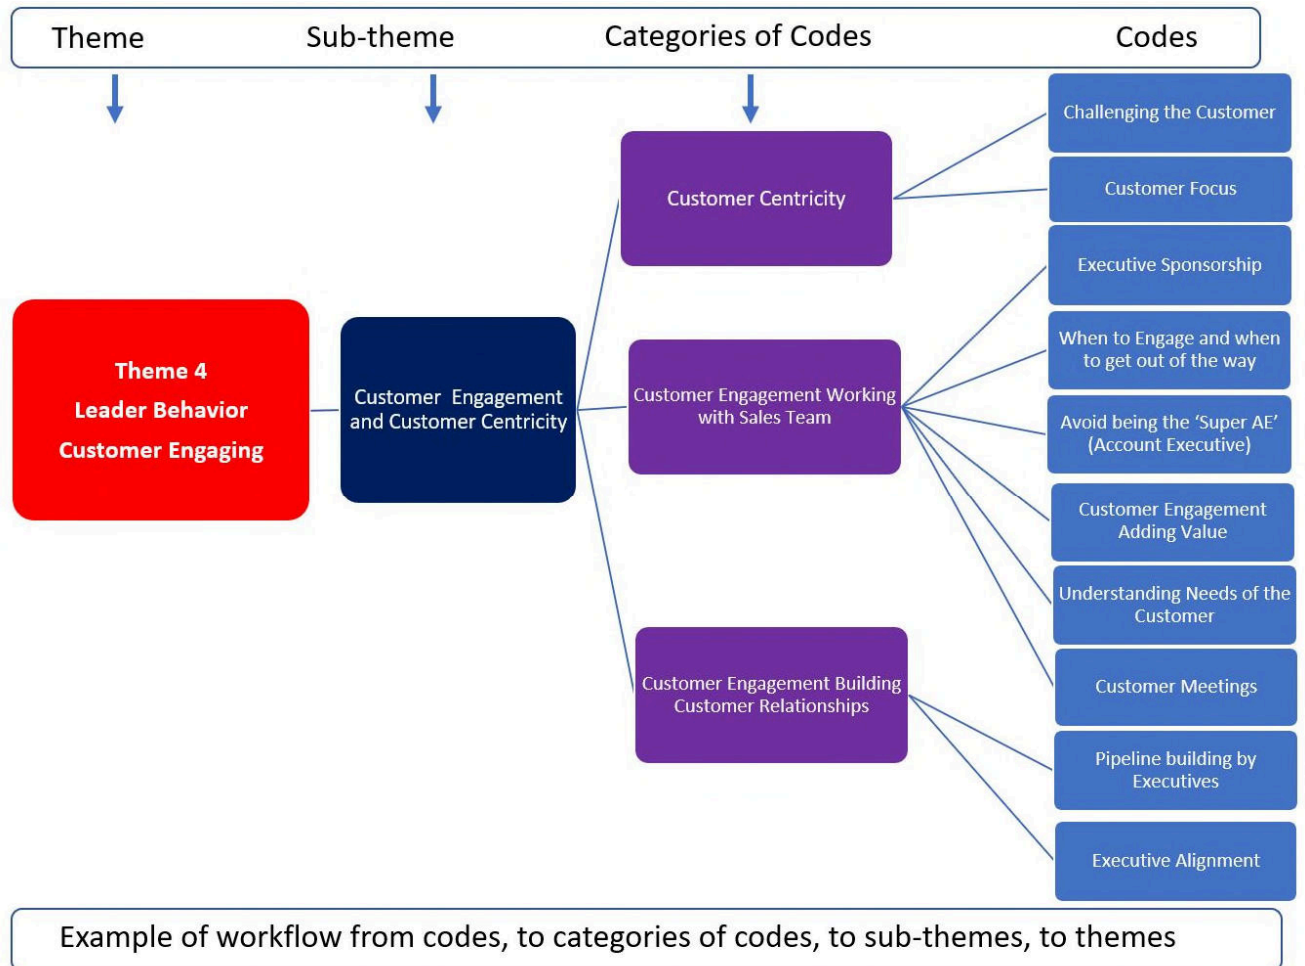 Theme
Sub-theme
Categories of Codes
Codes
Theme 4
Leader Behavior
Customer Engaging
Customer Engagement
and Customer Centricity
Customer Centricity
Customer Engagement Working
with Sales Team
Customer Engagement Building
Customer Relationships
Challenging the Customer
Customer Focus
Executive Sponsorship
When to Engage and when
to get out of the way
Avoid being the ‘Super AE’
(Account Executive)
Customer Engagement
Adding Value
Understanding Needs of the
Customer
Customer Meetings
Pipeline building by
Executives
Executive Alignment
Example of workflow from codes, to categories of codes, to sub-themes, to themes